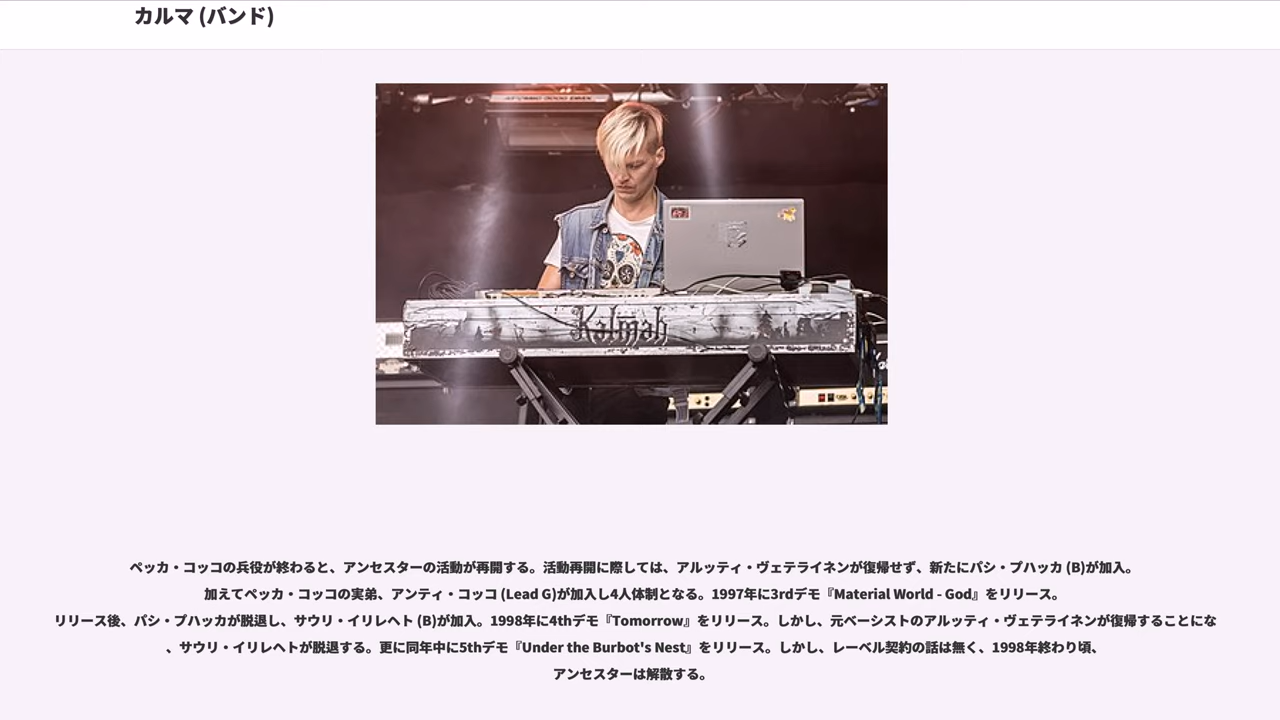 カルマ (バンド)
Kalmah
ペッカ・コッコの兵役が終わると、アンセスターの活動が再開する。活動再開に際しては、アルッティ・ヴェテライネンが復帰せず、新たにパシ・プハッカ (B)が加入。
加えてペッカ・コッコの実弟、アンティ・コッコ (Lead G)が加入し4人体制となる。1997年に3rdデモ『Material World - God』をリリース。
リリース後、パシ・プハッカが脱退し、サウリ・イリレヘト (B)が加入。1998年に4thデモ『Tomorrow』をリリース。しかし、元ベーシストのアルッティ・ヴェテライネンが復帰することにな
、サウリ・イリレヘトが脱退する。更に同年中に5thデモ『Under the Burbot's Nest』をリリース。しかし、レーベル契約の話は無く、1998年終わり頃、
アンセスターは解散する。